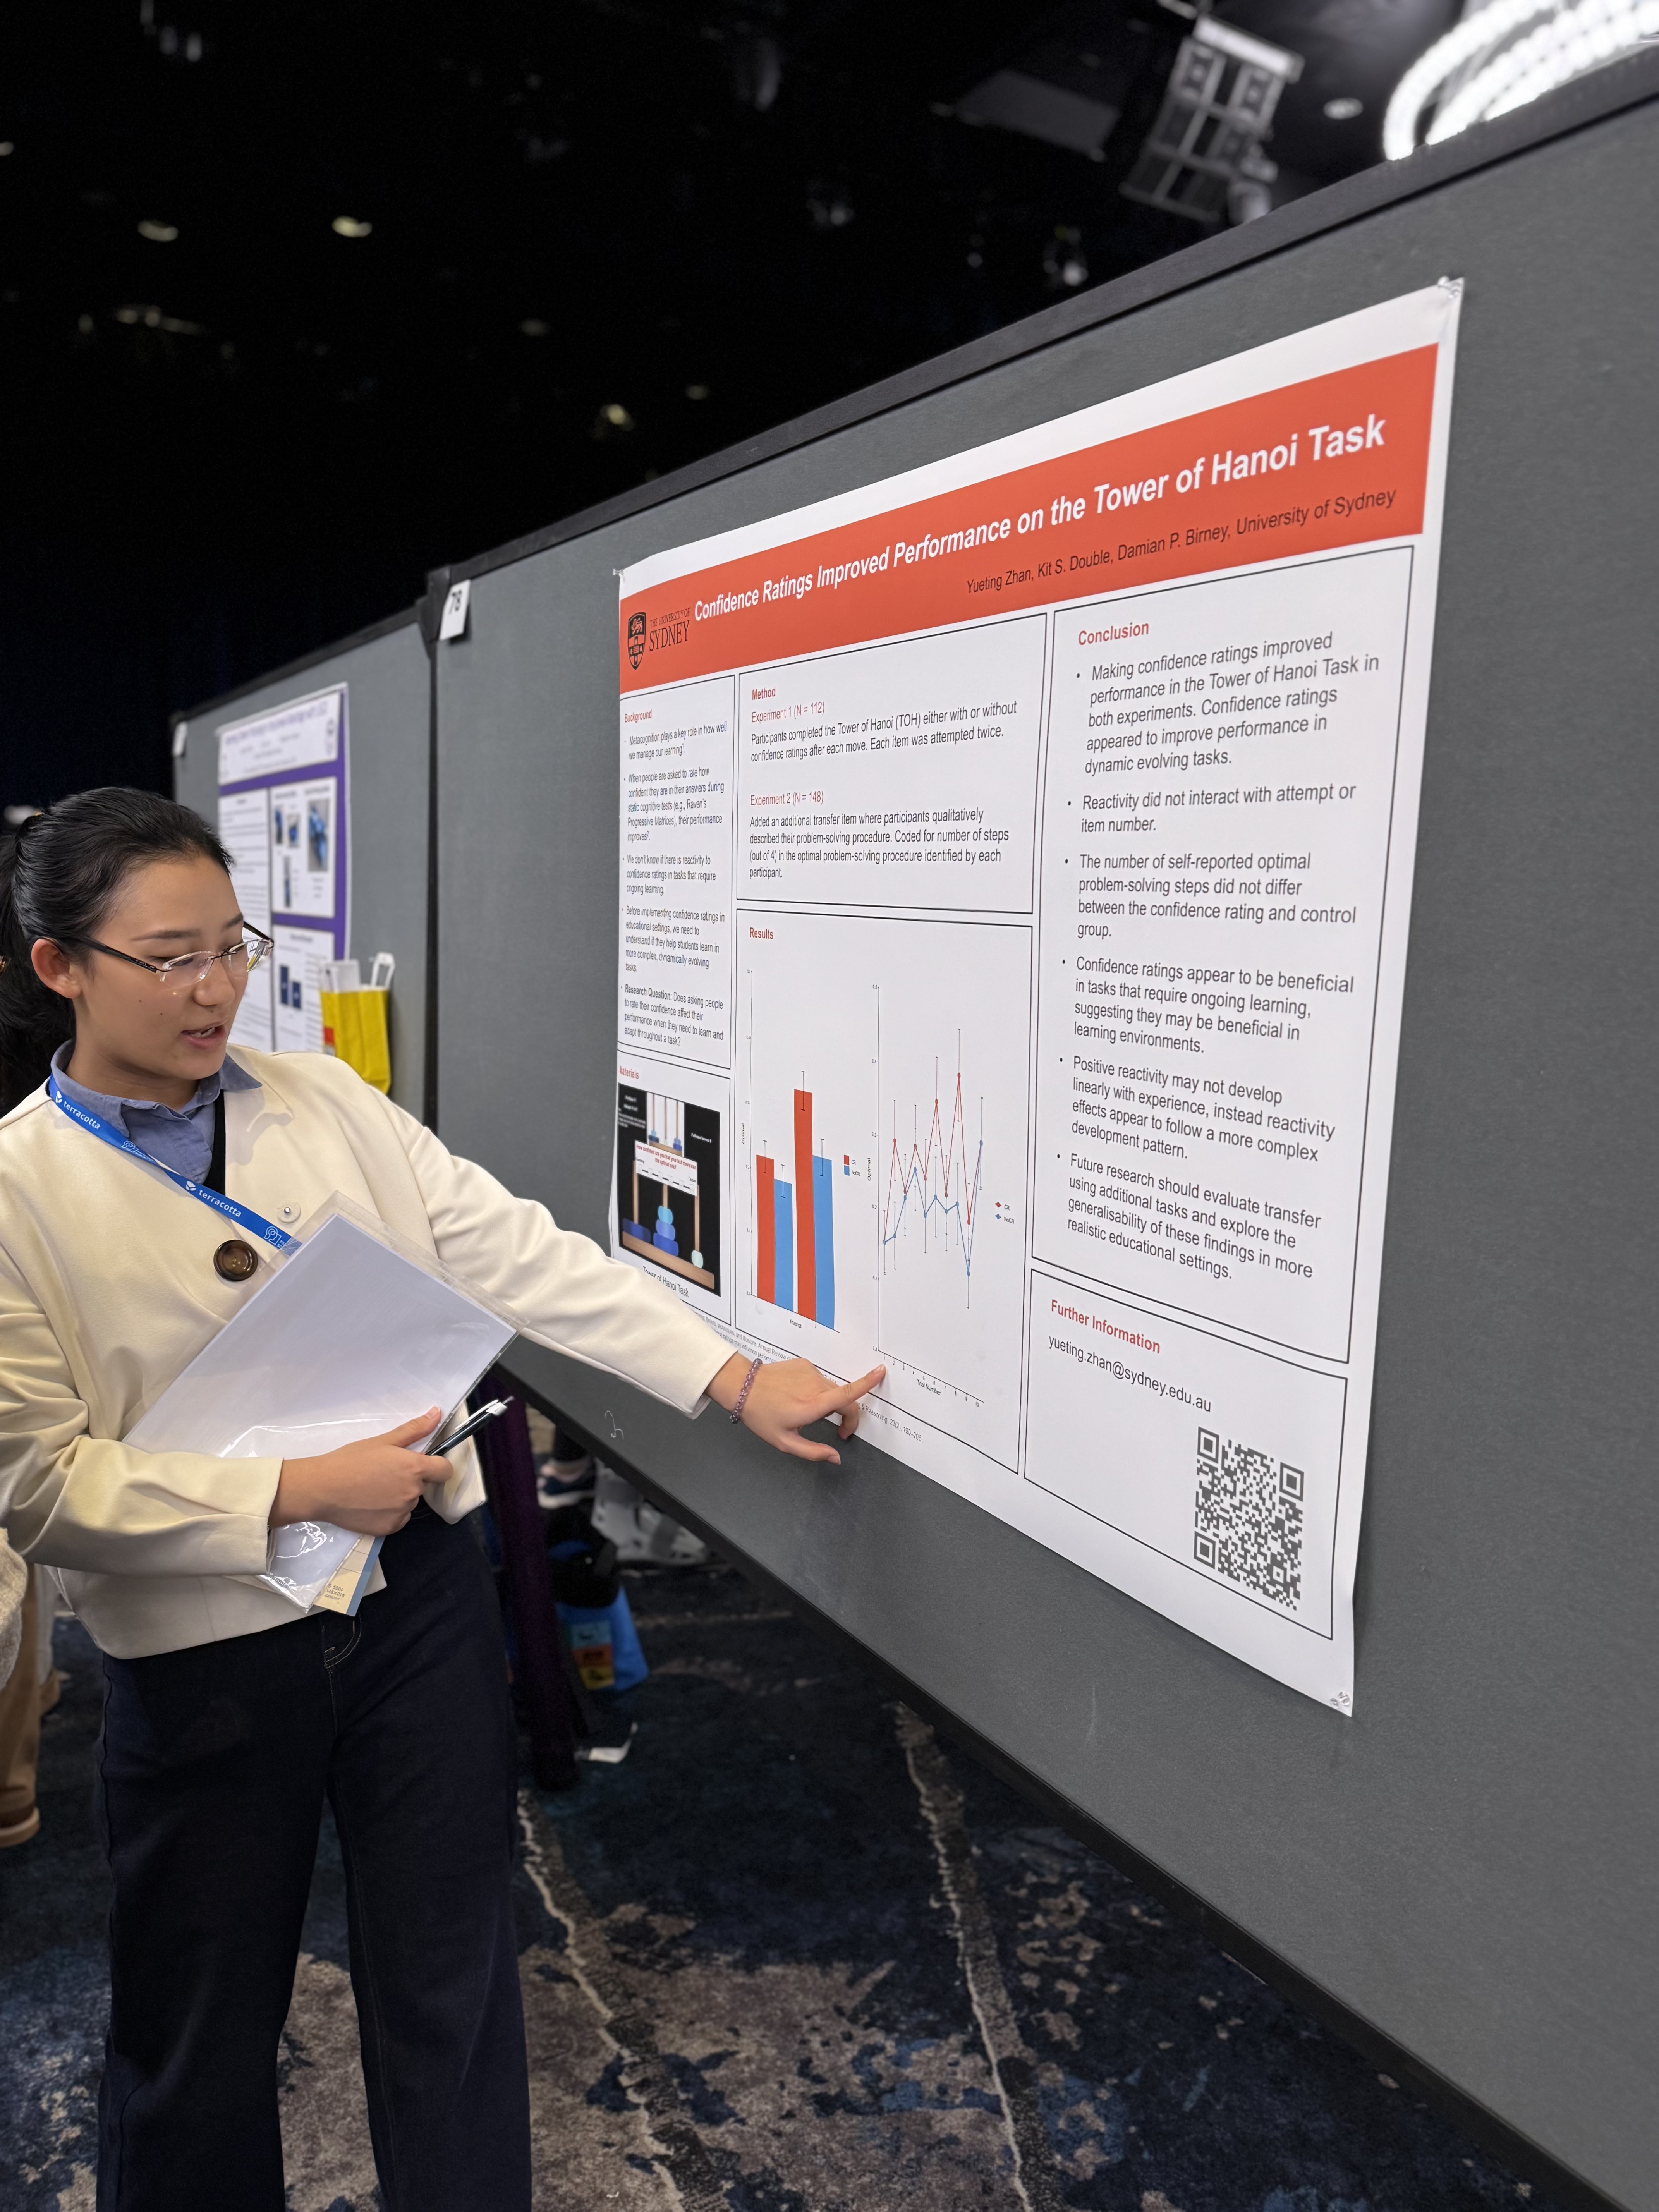 Confidence Ratings Improved Performance on the Tower of Hanoi Task
Yueting Zhan, Kit S. Double, Damian P. Birney, University of Sydney
THE UNIVERSITY OF
SYDNEY
78
Background
• Metacognition plays a key role in how well
we manage our learning¹.
• When people are asked to rate how
confident they are in their answers during
static cognitive tests (e.g., Raven's
Progressive Matrices), their performance
improves².
• We don't know if there is reactivity to
confidence ratings in tasks that require
ongoing learning.
• Before implementing confidence ratings in
educational settings, we need to
understand if they help students learn in
more complex, dynamically evolving
tasks.
• Research Question: Does asking people
to rate their confidence affect their
performance when they need to learn and
adapt throughout a task?
Materials
Tower of Hanoi Task
Method
Experiment 1 (N = 112)
Participants completed the Tower of Hanoi (TOH) either with or without
confidence ratings after each move. Each item was attempted twice.
Experiment 2 (N = 148)
Added an additional transfer item where participants qualitatively
described their problem-solving procedure. Coded for number of steps
(out of 4) in the optimal problem-solving procedure identified by each
participant.
Results
Optimal
Attempt
CR
NoCR
Optimal
Trial Number
CR
NoCR
& Reasoning, 23(2), 190–206.
Conclusion
• Making confidence ratings improved
performance in the Tower of Hanoi Task in
both experiments. Confidence ratings
appeared to improve performance in
dynamic evolving tasks.
• Reactivity did not interact with attempt or
item number.
• The number of self-reported optimal
problem-solving steps did not differ
between the confidence rating and control
group.
• Confidence ratings appear to be beneficial
in tasks that require ongoing learning,
suggesting they may be beneficial in
learning environments.
• Positive reactivity may not develop
linearly with experience, instead reactivity
effects appear to follow a more complex
development pattern.
• Future research should evaluate transfer
using additional tasks and explore the
generalisability of these findings in more
realistic educational settings.
Further Information
yueting.zhan@sydney.edu.au
terracotta
terracotta